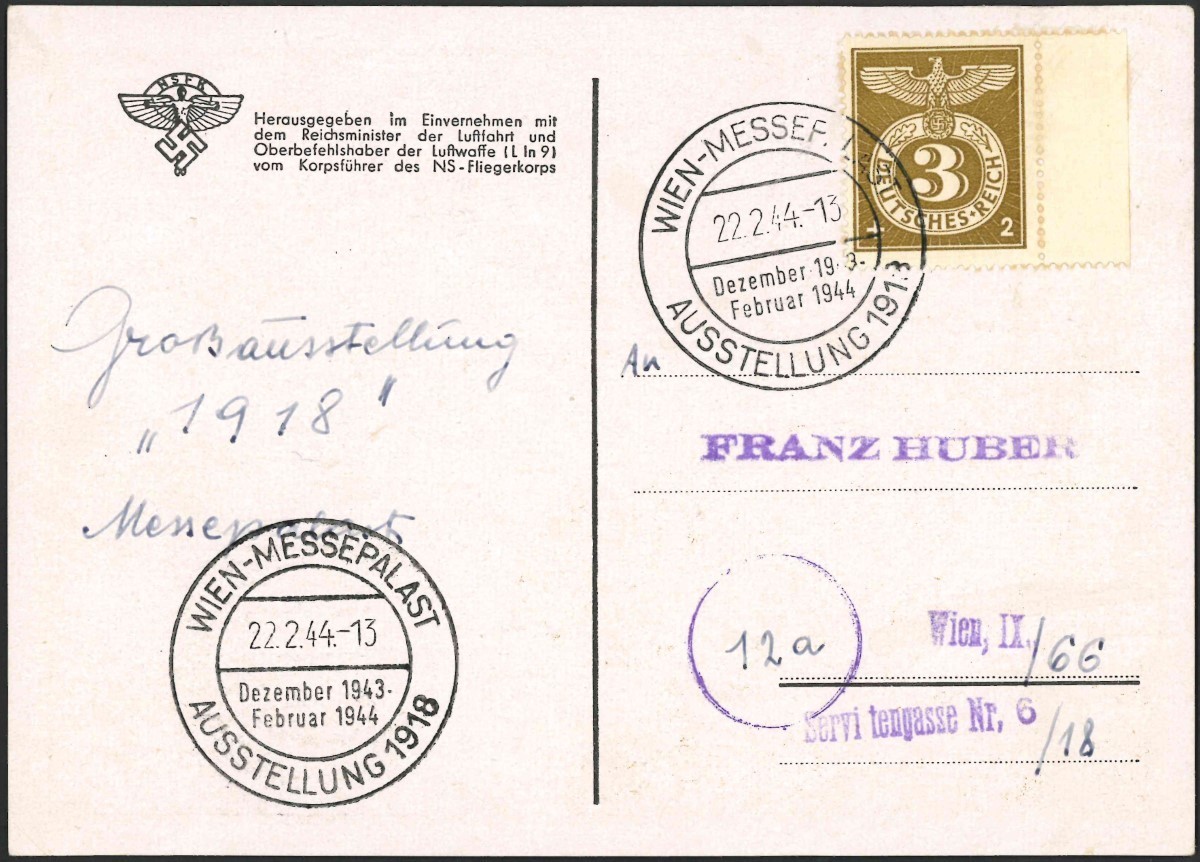 NSFK
Herausgegeben im Einvernehmen mit
dem Reichsminister der Luftfahrt und
Oberbefehlshaber der Luftwaffe (L In 9)
vom Korpsführer des NS-Fliegerkorps
Großausstellung
„1918"
Messepalast
WIEN-MESSEPALAST
22.2.44.-13
Dezember 1943-
Februar 1944
AUSSTELLUNG 1918
3
DEUTSCHES+REICH
+ 2
WIEN-MESSEPALAST
22.2.44.-13
Dezember 1943-
Februar 1944
AUSSTELLUNG 1918
An
FRANZ HUBER
12a
Wien, IX./66
Servitengasse Nr. 6
/18